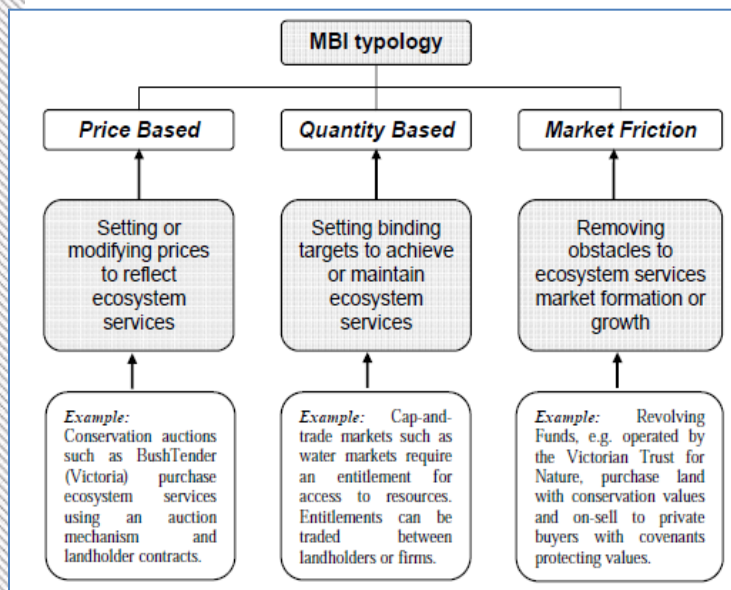 MBI typology
Price Based
Quantity Based
Market Friction
Setting or
modifying prices
to reflect
ecosystem
services
Setting binding
targets to achieve
or maintain
ecosystem
services
Removing
obstacles to
ecosystem services
market formation or
growth
Example:
Conservation auctions
such as BushTender
(Victoria) purchase
ecosystem services
using an auction
mechanism and
landholder contracts.
Example: Cap-and-
trade markets such as
water markets require
an entitlement for
access to resources.
Entitlements can be
traded between
landholders or firms.
Example: Revolving
Funds, e.g. operated by
the Victorian Trust for
Nature, purchase land
with conservation values
and on-sell to private
buyers with covenants
protecting values.